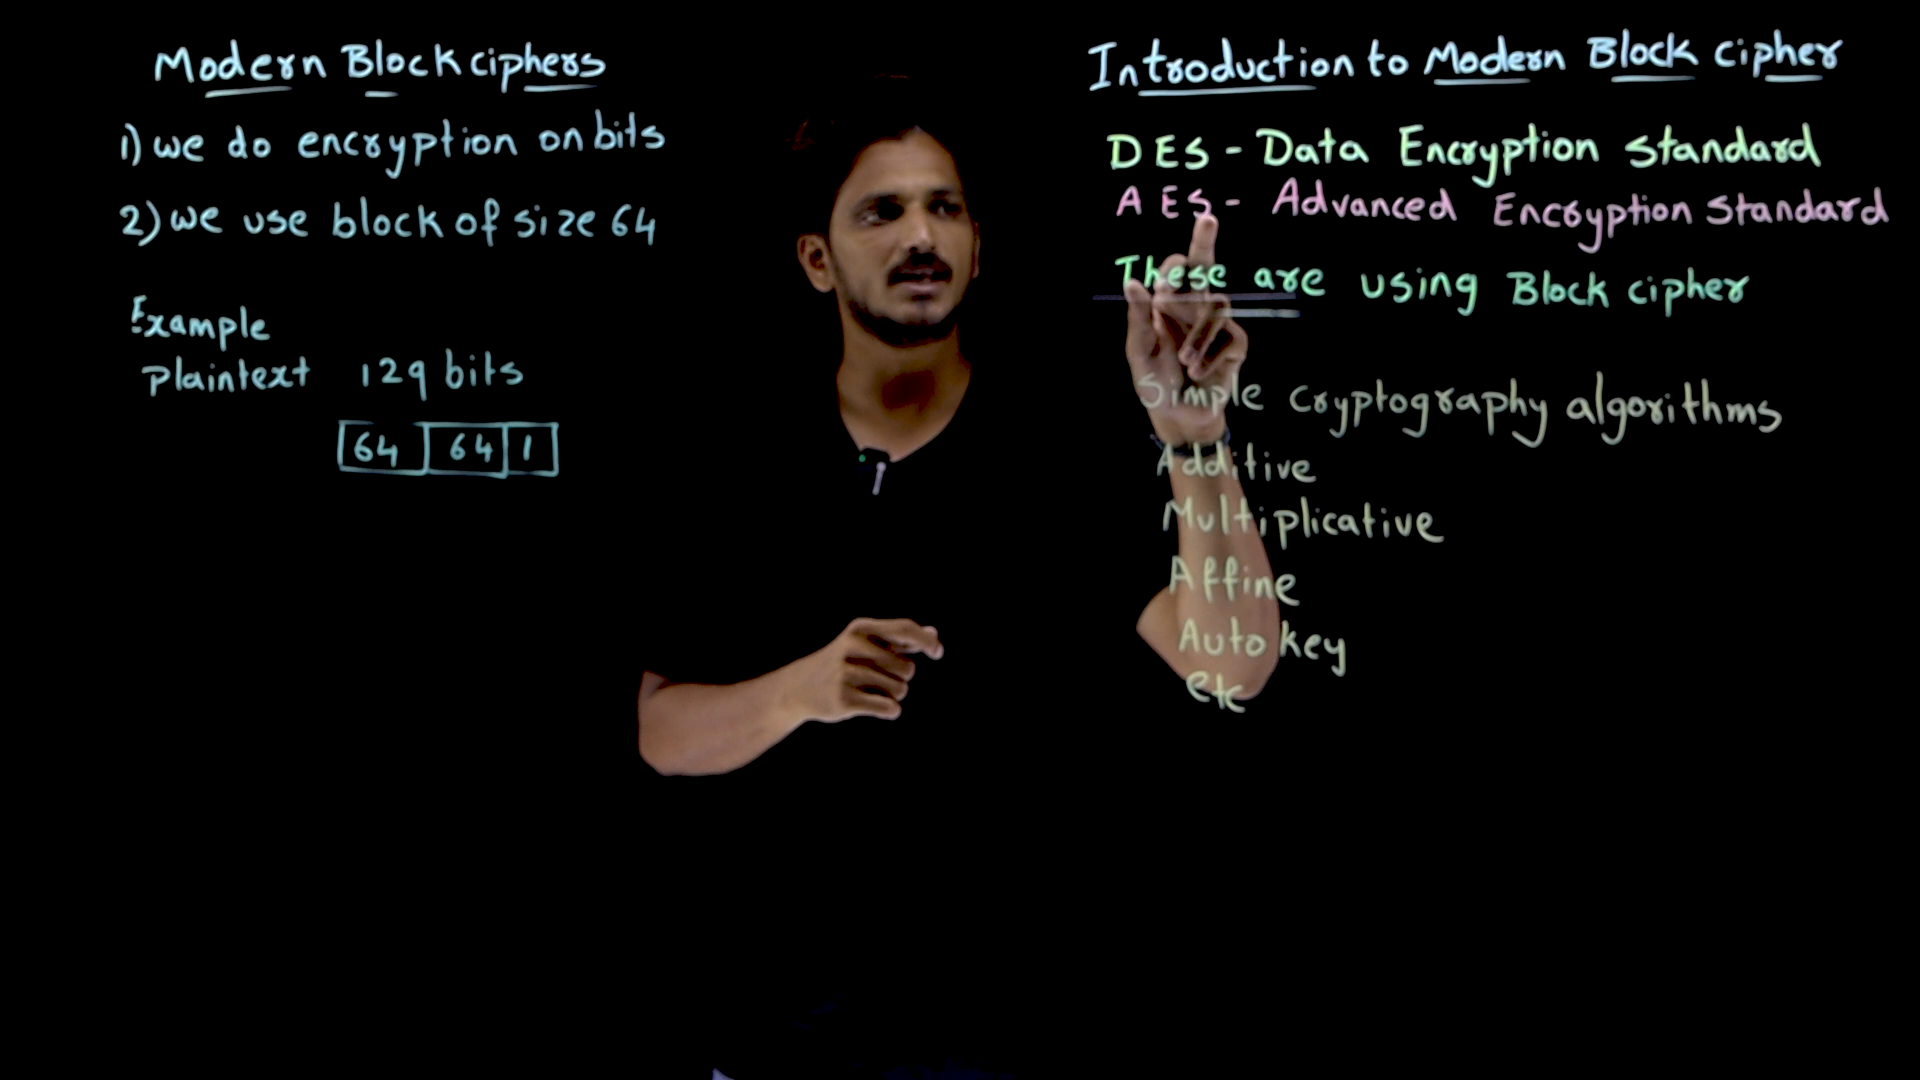 Modern Block ciphers
1) we do encryption on bits
2) we use block of size 64
Example
Plaintext 129 bits
64 64 1
Introduction to Modern Block cipher
DES - Data Encryption Standard
AES - Advanced Encryption Standard
These are using Block cipher
Simple cryptography algorithms
Additive
Multiplicative
Affine
Auto key
etc